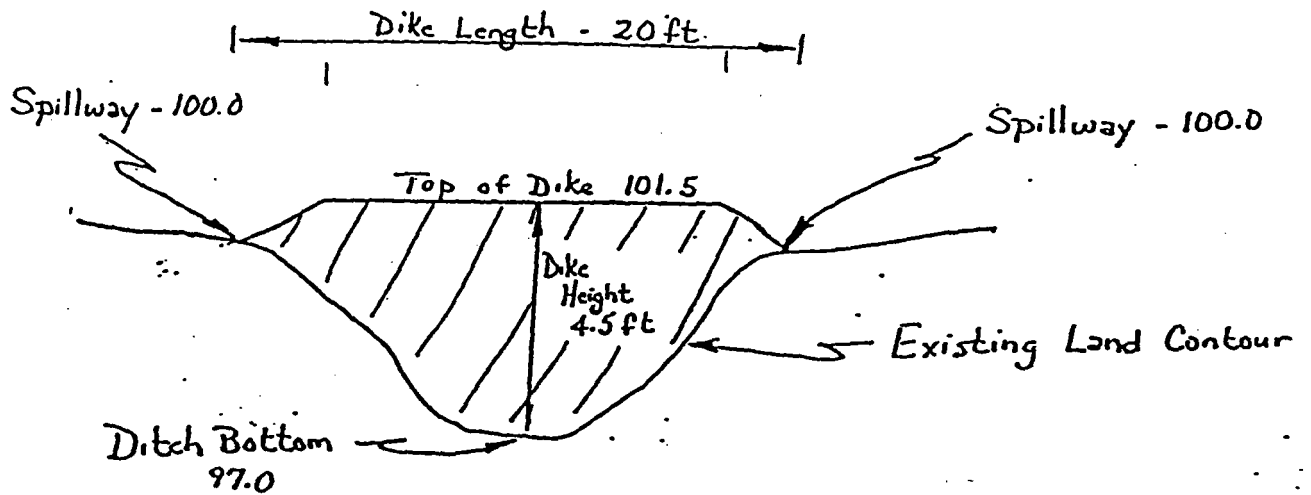 Dike Length - 20 ft.
Spillway - 100.0
Spillway - 100.0
Top of Dike 101.5
Dike
Height
4.5 ft
Existing Land Contour
Ditch Bottom
97.0